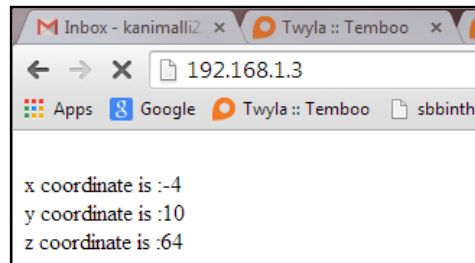 Inbox - kanimalli2 Twyla :: Temboo
192.168.1.3
Apps Google Twyla :: Temboo sbbinth
x coordinate is :-4
y coordinate is :10
z coordinate is :64